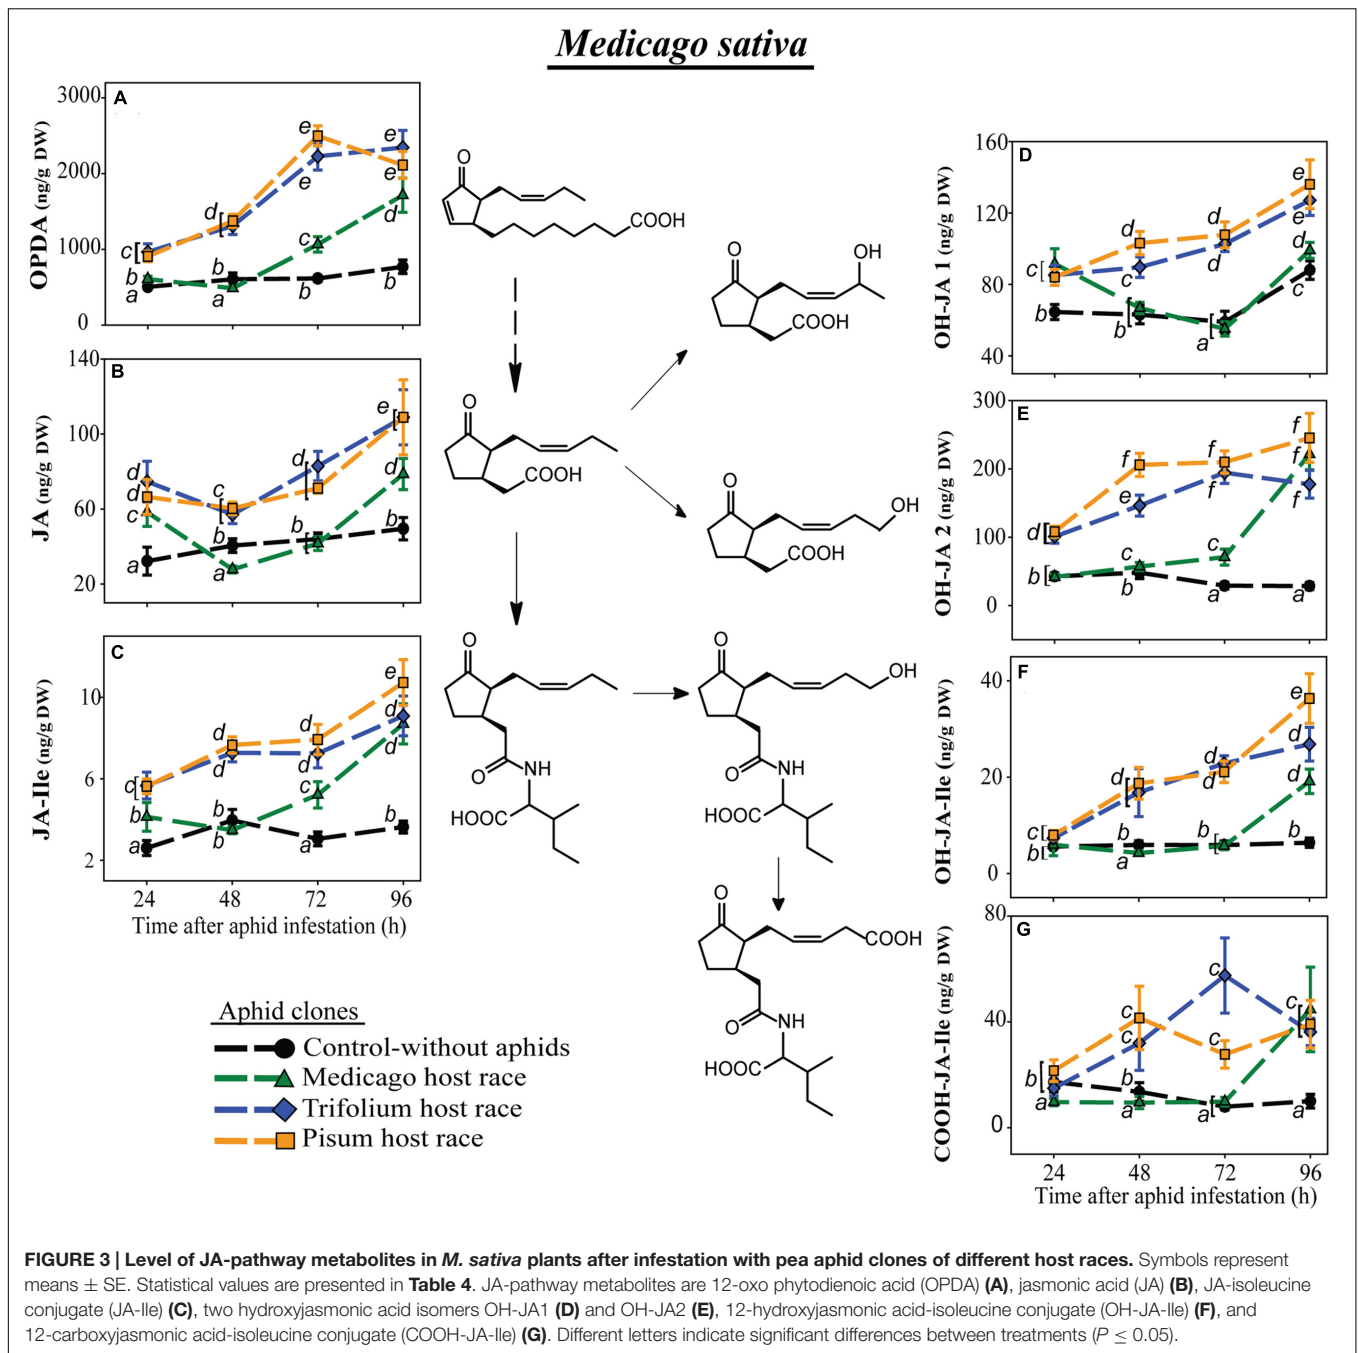 Medicago sativa
A
OPDA (ng/g DW)
3000
2000
1000
0
c[
b
a
d[
b
a
e
e
c
b
e
e
d
b
B
JA (ng/g DW)
140
100
60
20
d
d
c
a
c
b
a
d[
b[
e[
d
b
C
JA-Ile (ng/g DW)
10
6
2
c[
b
a
d
d
b
b
d
d
c
a
e
d
d
b
24 48 72 96
Time after aphid infestation (h)
O
COOH
O
COOH
O
OH
COOH
O
OH
COOH
O
O
NH
HOOC
O
OH
O
NH
HOOC
O
COOH
O
NH
HOOC
D
OH-JA 1 (ng/g DW)
160
120
80
40
c[
b
d
c
b[
d
d
a[
e
e
d
c
E
OH-JA 2 (ng/g DW)
300
200
100
0
d[
b[
f
e
c
b
f
f
c
a
f
f
f
a
F
OH-JA-Ile (ng/g DW)
40
20
0
c[
b[
d[
b
a
d
d
b[
e
d
d
b
G
COOH-JA-Ile (ng/g DW)
80
40
0
b[
a
c
c
b
a
c
c
a[
c[
a
24 48 72 96
Time after aphid infestation (h)
Aphid clones
Control-without aphids
Medicago host race
Trifolium host race
Pisum host race
FIGURE 3 | Level of JA-pathway metabolites in M. sativa plants after infestation with pea aphid clones of different host races. Symbols represent
means ± SE. Statistical values are presented in Table 4. JA-pathway metabolites are 12-oxo phytodienoic acid (OPDA) (A), jasmonic acid (JA) (B), JA-isoleucine
conjugate (JA-Ile) (C), two hydroxyjasmonic acid isomers OH-JA1 (D) and OH-JA2 (E), 12-hydroxyjasmonic acid-isoleucine conjugate (OH-JA-Ile) (F), and
12-carboxyjasmonic acid-isoleucine conjugate (COOH-JA-Ile) (G). Different letters indicate significant differences between treatments (P ≤ 0.05).